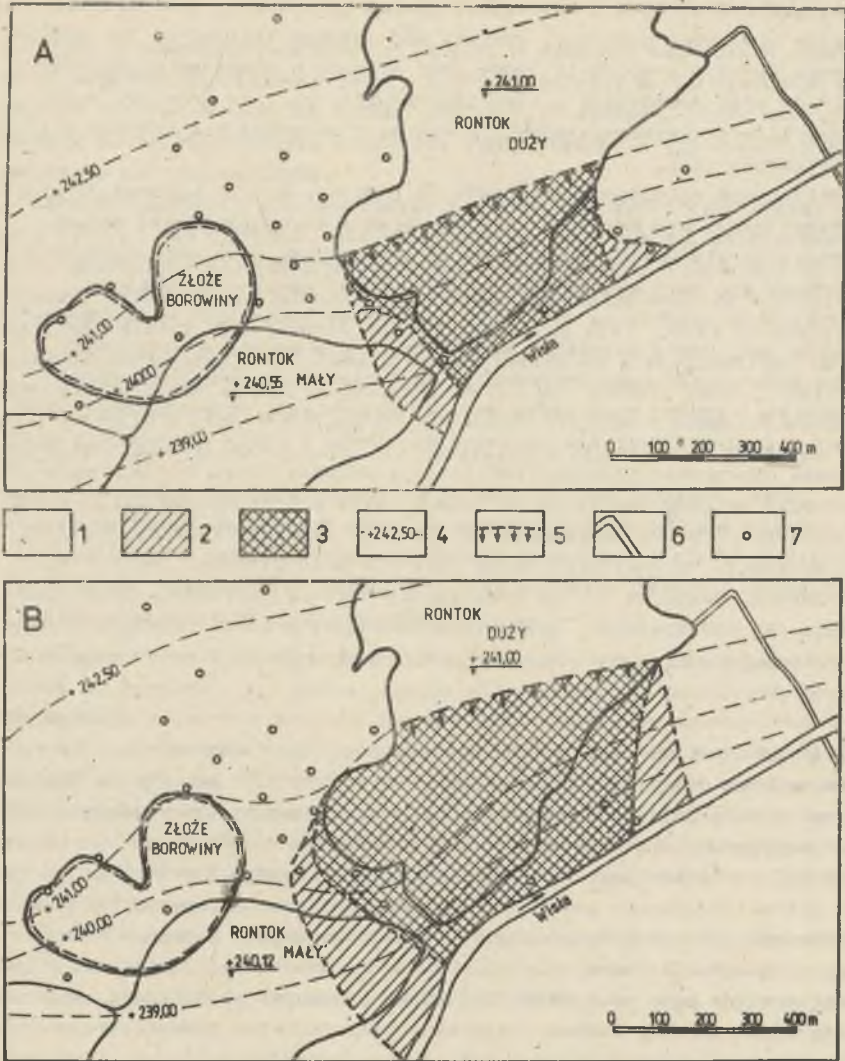 A
+241,00
RONTOK
DUŻY
+242,50
ZŁOŻE
BOROWINY
+241,00
+240,00
RONTOK
+240,55
MAŁY
+239,00
Wisła
0 100 200 300 400 m
1 2 3 +242,50 4 5 6 7
B
RONTOK
DUŻY
+241,00
+242,50
ZŁOŻE
BOROWINY
+241,00
+240,00
RONTOK
MAŁY
+240,12
+239,00
Wisła
0 100 200 300 400 m